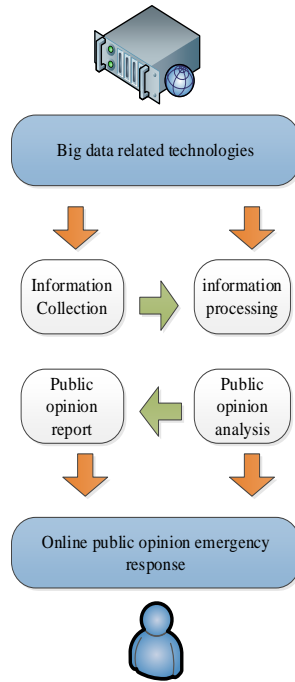 Big data related technologies
Information
Collection
information
processing
Public
opinion
report
Public
opinion
analysis
Online public opinion emergency
response